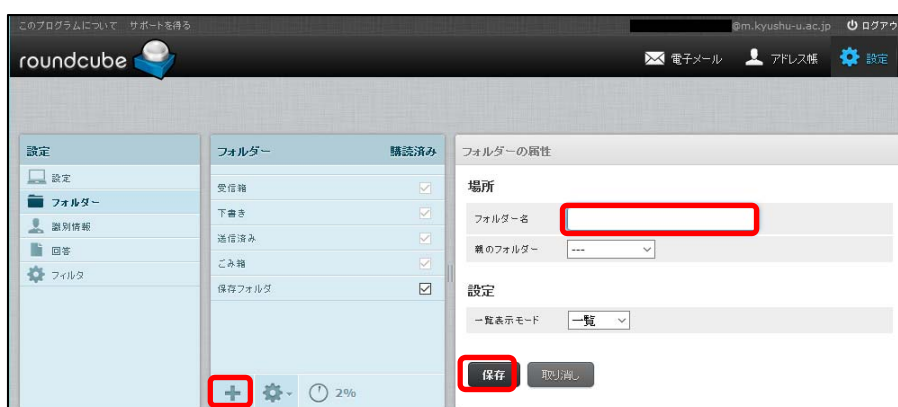 このプログラムについて サポートを得る
@m.kyushu-u.ac.jp ログアウ
roundcube
電子メール アドレス帳 設定
設定
設定
フォルダー
識別情報
回答
フィルタ
フォルダー 購読済み
受信箱
下書き
送信済み
ごみ箱
保存フォルダ
2%
フォルダーの属性
場所
フォルダー名
親のフォルダー ---
設定
一覧表示モード 一覧
保存 取り消し